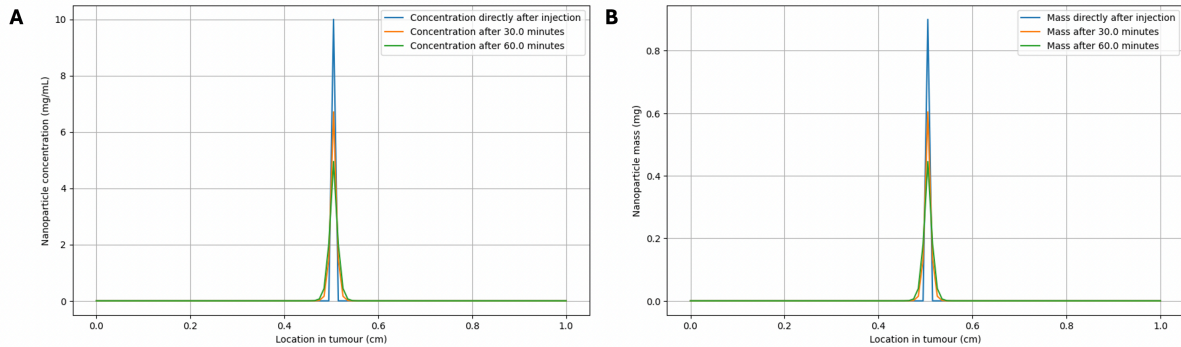 A
Concentration directly after injection
Concentration after 30.0 minutes
Concentration after 60.0 minutes
Nanoparticle concentration (mg/mL)
10
8
6
4
2
0
0.0 0.2 0.4 0.6 0.8 1.0
Location in tumour (cm)
B
Mass directly after injection
Mass after 30.0 minutes
Mass after 60.0 minutes
Nanoparticle mass (mg)
0.8
0.6
0.4
0.2
0.0
0.0 0.2 0.4 0.6 0.8 1.0
Location in tumour (cm)